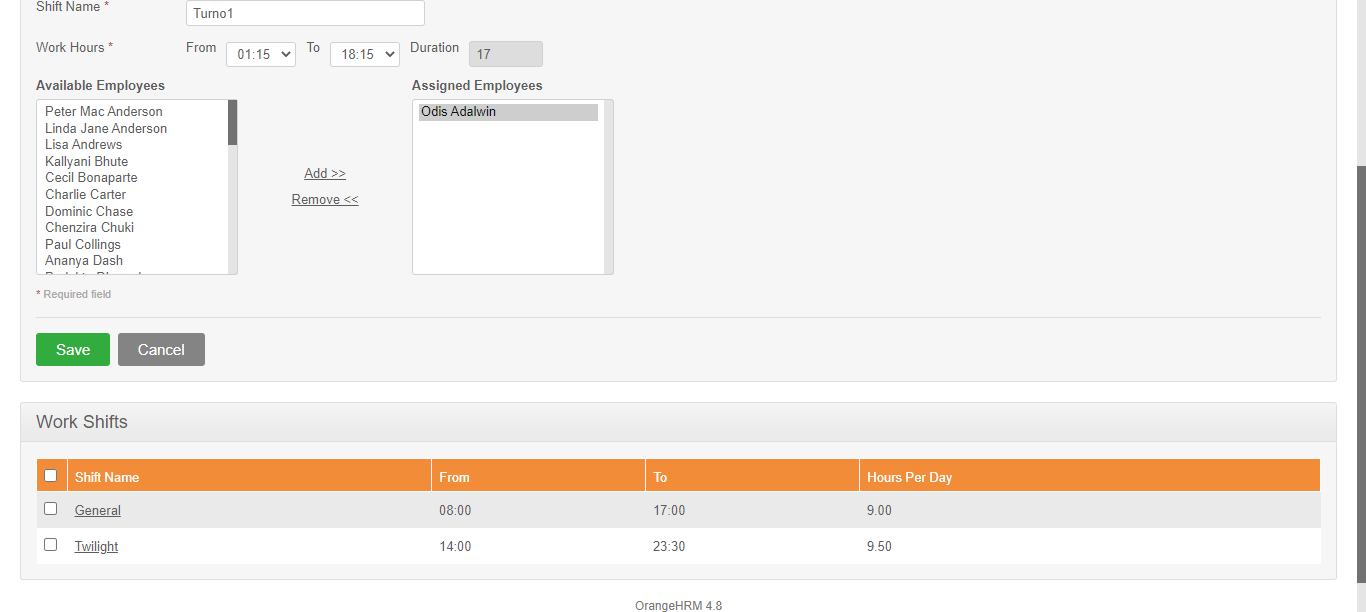 Shift Name *
Turno1
Work Hours *
From
01:15
To
18:15
Duration
17
Available Employees
Assigned Employees
Peter Mac Anderson
Linda Jane Anderson
Lisa Andrews
Kallyani Bhute
Cecil Bonaparte
Charlie Carter
Dominic Chase
Chenzira Chuki
Paul Collings
Ananya Dash
Add >>
Remove <<
Odis Adalwin
* Required field
Save
Cancel
Work Shifts
Shift Name From To Hours Per Day
General 08:00 17:00 9.00
Twilight 14:00 23:30 9.50
OrangeHRM 4.8